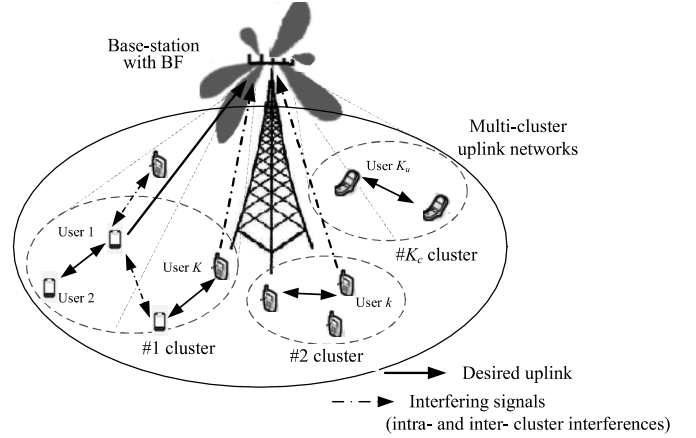 Base-station
with BF
Multi-cluster
uplink networks
User Ku
User 1
#Kc cluster
User K
User 2
User k
#1 cluster
#2 cluster
Desired uplink
Interfering signals
(intra- and inter- cluster interferences)